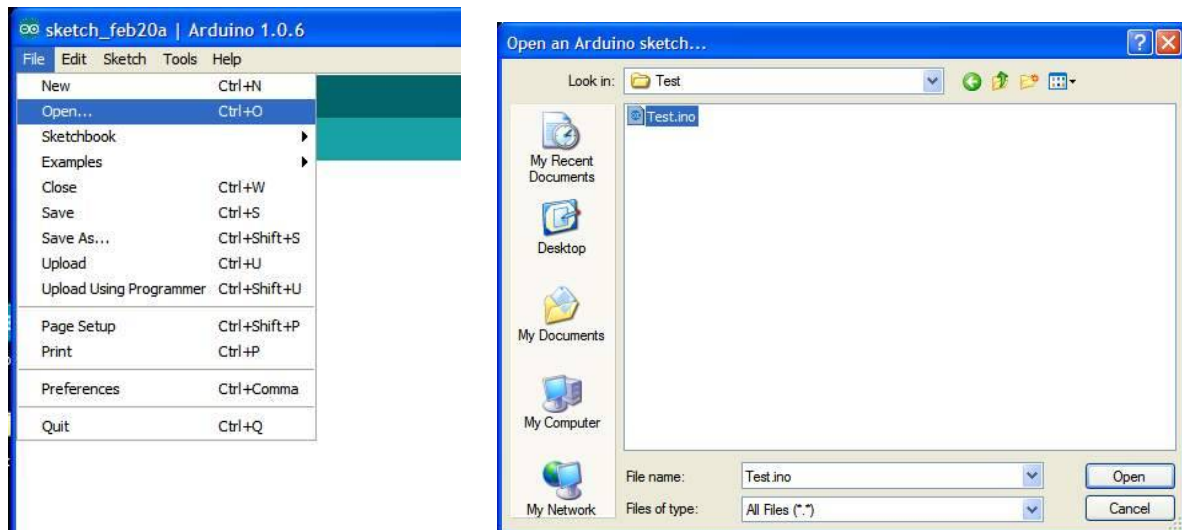 sketch_feb20a | Arduino 1.0.6
File Edit Sketch Tools Help
New Ctrl+N
Open... Ctrl+O
Sketchbook
Examples
Close Ctrl+W
Save Ctrl+S
Save As... Ctrl+Shift+S
Upload Ctrl+U
Upload Using Programmer Ctrl+Shift+U
Page Setup Ctrl+Shift+P
Print Ctrl+P
Preferences Ctrl+Comma
Quit Ctrl+Q
Open an Arduino sketch...
Look in: Test
Test.ino
My Recent
Documents
Desktop
My Documents
My Computer
My Network
File name: Test.ino Open
Files of type: All Files (*.*) Cancel